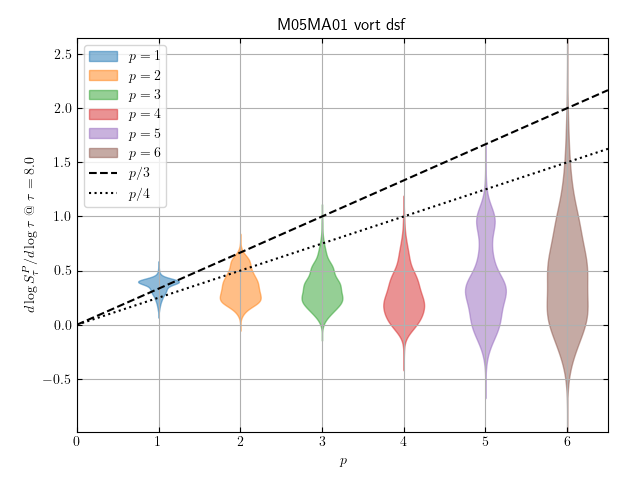 M05MA01 vort dsf
p = 1
p = 2
p = 3
p = 4
p = 5
p = 6
p/3
p/4
d log S_τ^P / d log τ @ τ = 8.0
2.5
2.0
1.5
1.0
0.5
0.0
−0.5
0 1 2 3 4 5 6
p